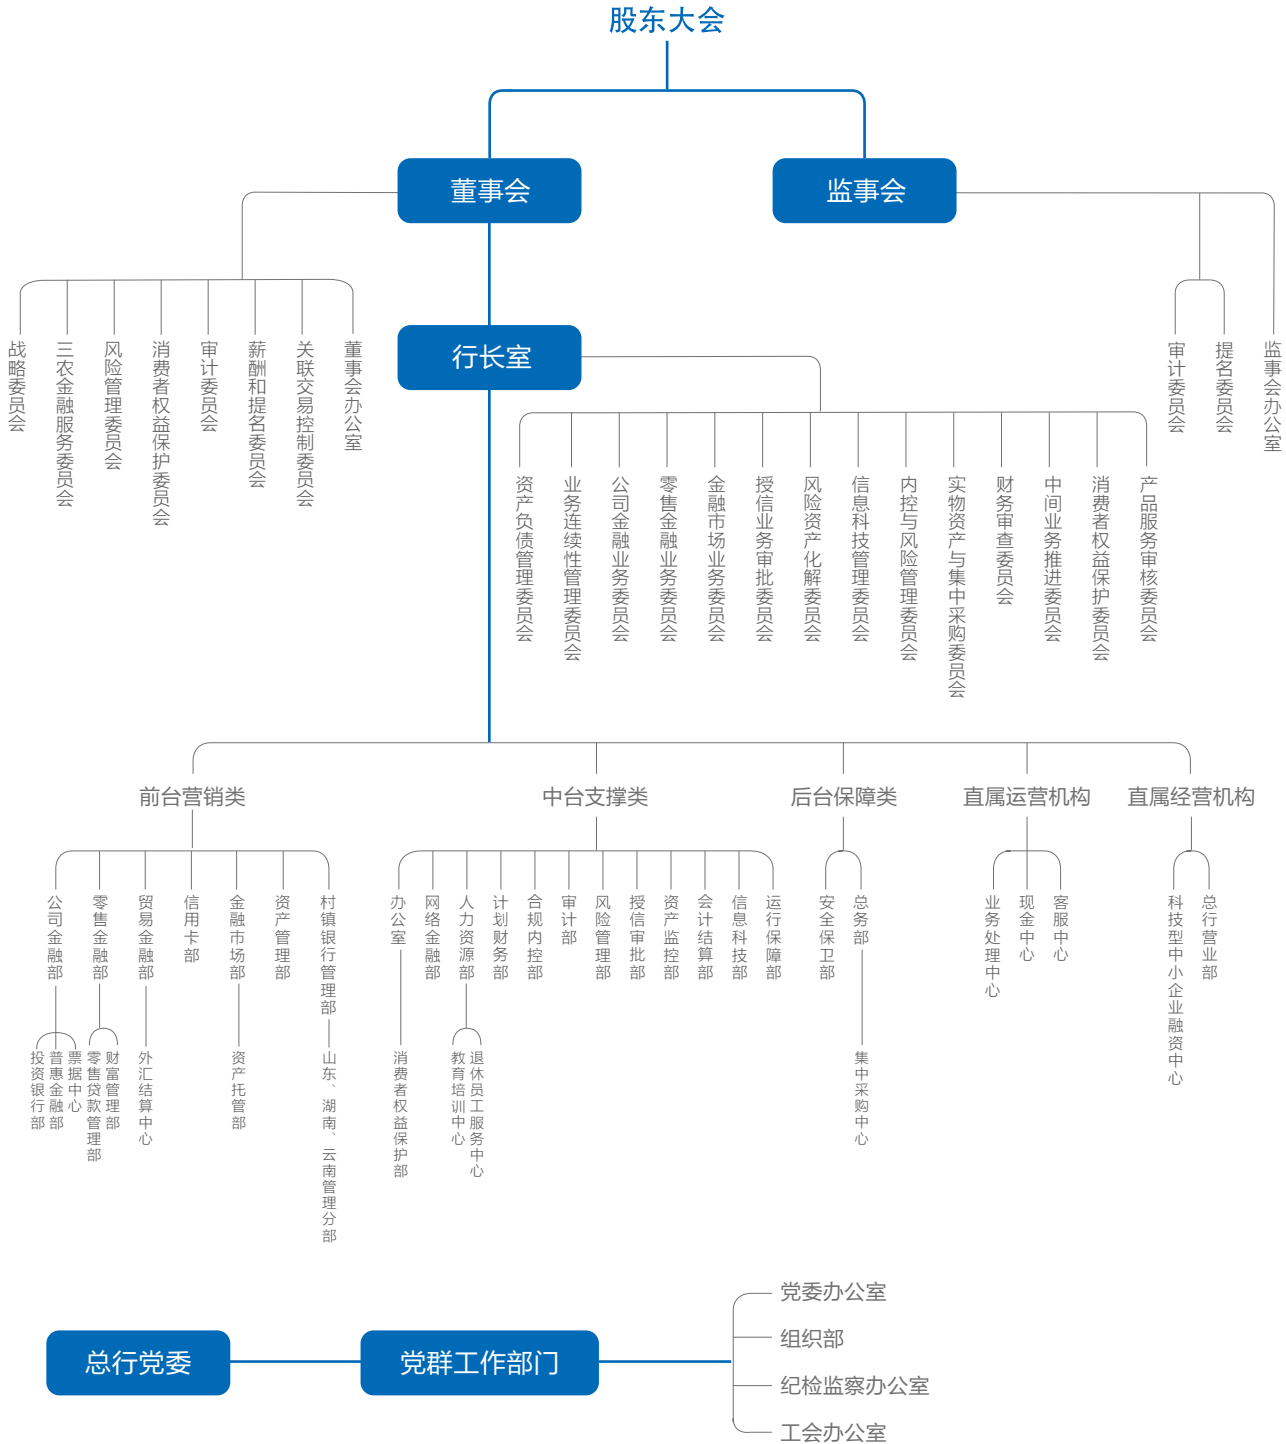 股东大会
董事会
监事会
战略委员会
三农金融服务委员会
风险管理委员会
消费者权益保护委员会
审计委员会
薪酬和提名委员会
关联交易控制委员会
董事会办公室
行长室
审计委员会
提名委员会
监事会办公室
资产负债管理委员会
业务连续性管理委员会
公司金融业务委员会
零售金融业务委员会
金融市场业务委员会
授信业务审批委员会
风险资产化解委员会
信息科技管理委员会
内控与风险管理委员会
实物资产与集中采购委员会
财务审查委员会
中间业务推进委员会
消费者权益保护委员会
产品服务审核委员会
前台营销类
中台支撑类
后台保障类
直属运营机构
直属经营机构
公司金融部
零售金融部
贸易金融部
信用卡部
金融市场部
资产管理部
村镇银行管理部
办公室
网络金融部
人力资源部
计划财务部
合规内控部
审计部
风险管理部
授信审批部
资产监控部
会计结算部
信息科技部
运行保障部
安全保卫部
总务部
业务处理中心
现金中心
客服中心
科技型中小企业融资中心
总行营业部
投资银行部
普惠金融部
票据中心
零售贷款管理部
财富管理部
外汇结算中心
资产托管部
山东、湖南、云南管理分部
消费者权益保护部
教育培训中心
退休员工服务中心
集中采购中心
总行党委
党群工作部门
党委办公室
组织部
纪检监察办公室
工会办公室